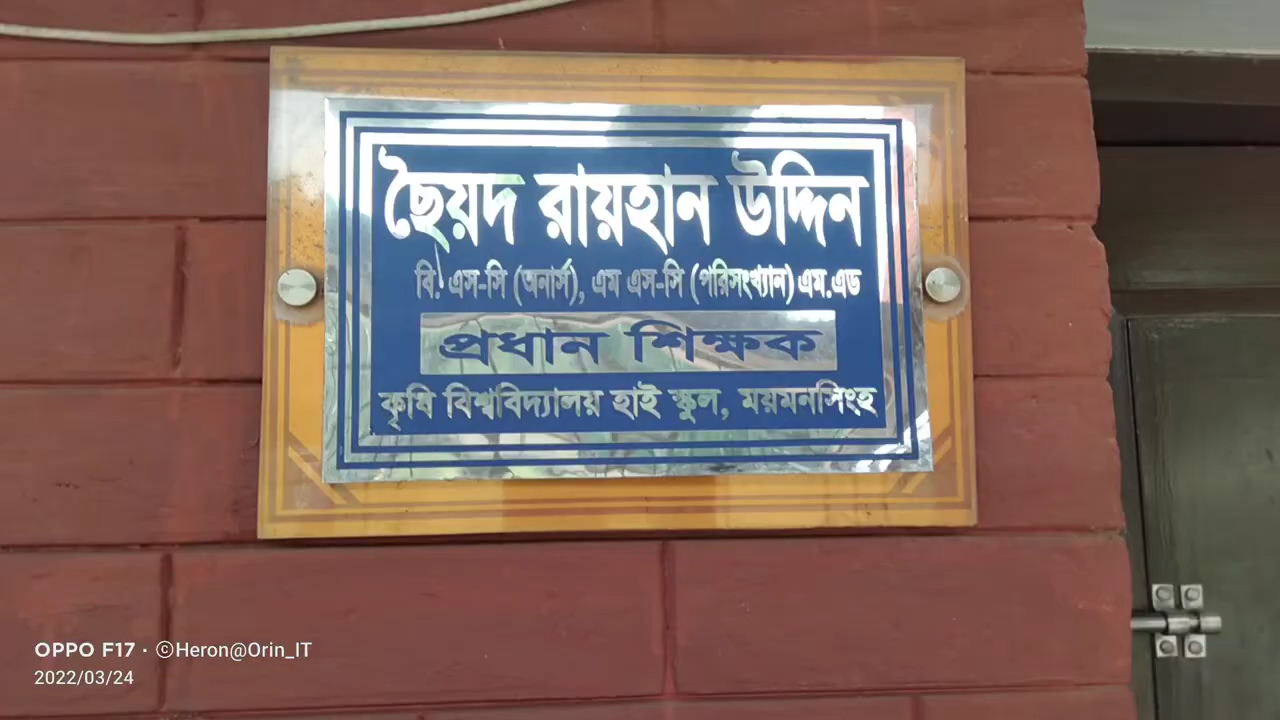 ছৈয়দ রায়হান উদ্দিন
বি. এস-সি (অনার্স), এম এস-সি (পরিসংখ্যান) এম.এড
প্রধান শিক্ষক
কৃষি বিশ্ববিদ্যালয় হাই স্কুল, ময়মনসিংহ
OPPO F17 · ⓒHeron@Orin_IT
2022/03/24